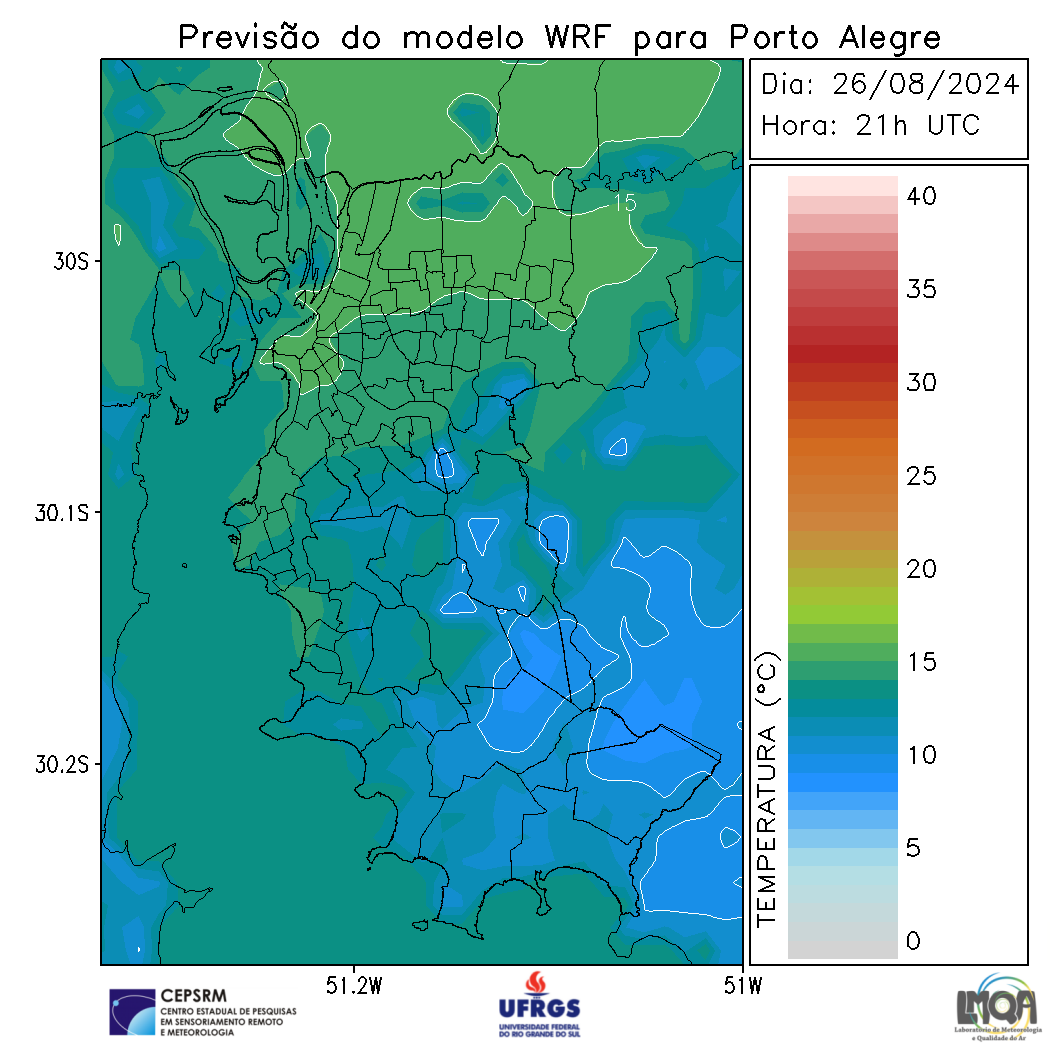 Previsão do modelo WRF para Porto Alegre
Dia: 26/08/2024
Hora: 21h UTC
15
30S
30.1S
30.2S
51.2W
51W
TEMPERATURA (°C)
40
35
30
25
20
15
10
5
0
CEPSRM
CENTRO ESTADUAL DE PESQUISAS
EM SENSORIAMENTO REMOTO
E METEOROLOGIA
UFRGS
UNIVERSIDADE FEDERAL
DO RIO GRANDE DO SUL
LMQA
Laboratório de Meteorologia
e Qualidade do Ar